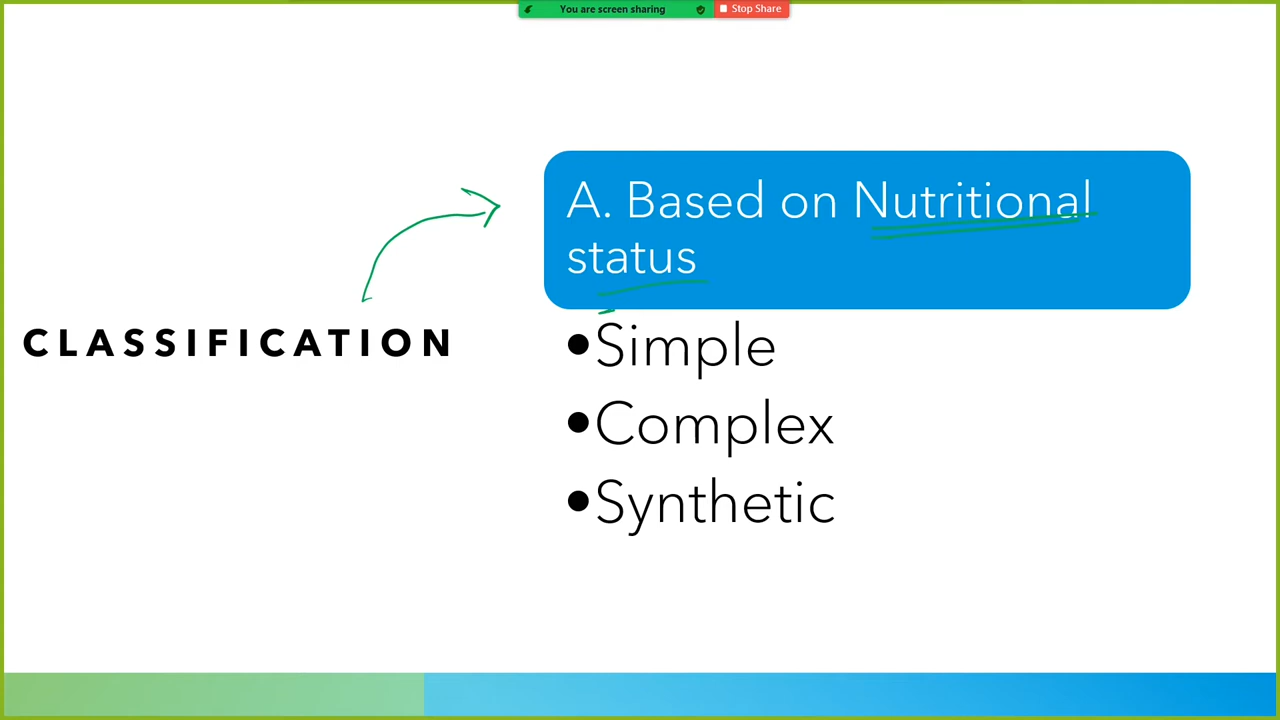 You are screen sharing
Stop Share
A. Based on Nutritional
status
CLASSIFICATION
•Simple
•Complex
•Synthetic